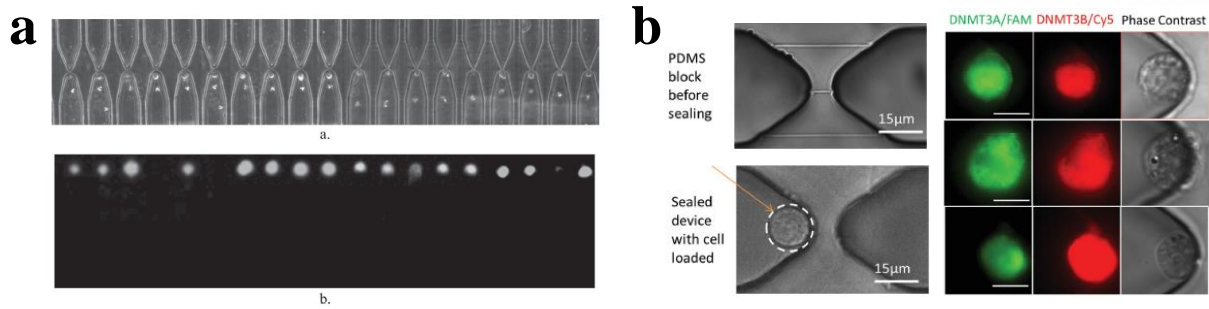 a
a.
b.
b
PDMS
block
before
sealing
15μm
Sealed
device
with cell
loaded
15μm
DNMT3A/FAM DNMT3B/Cy5 Phase Contrast